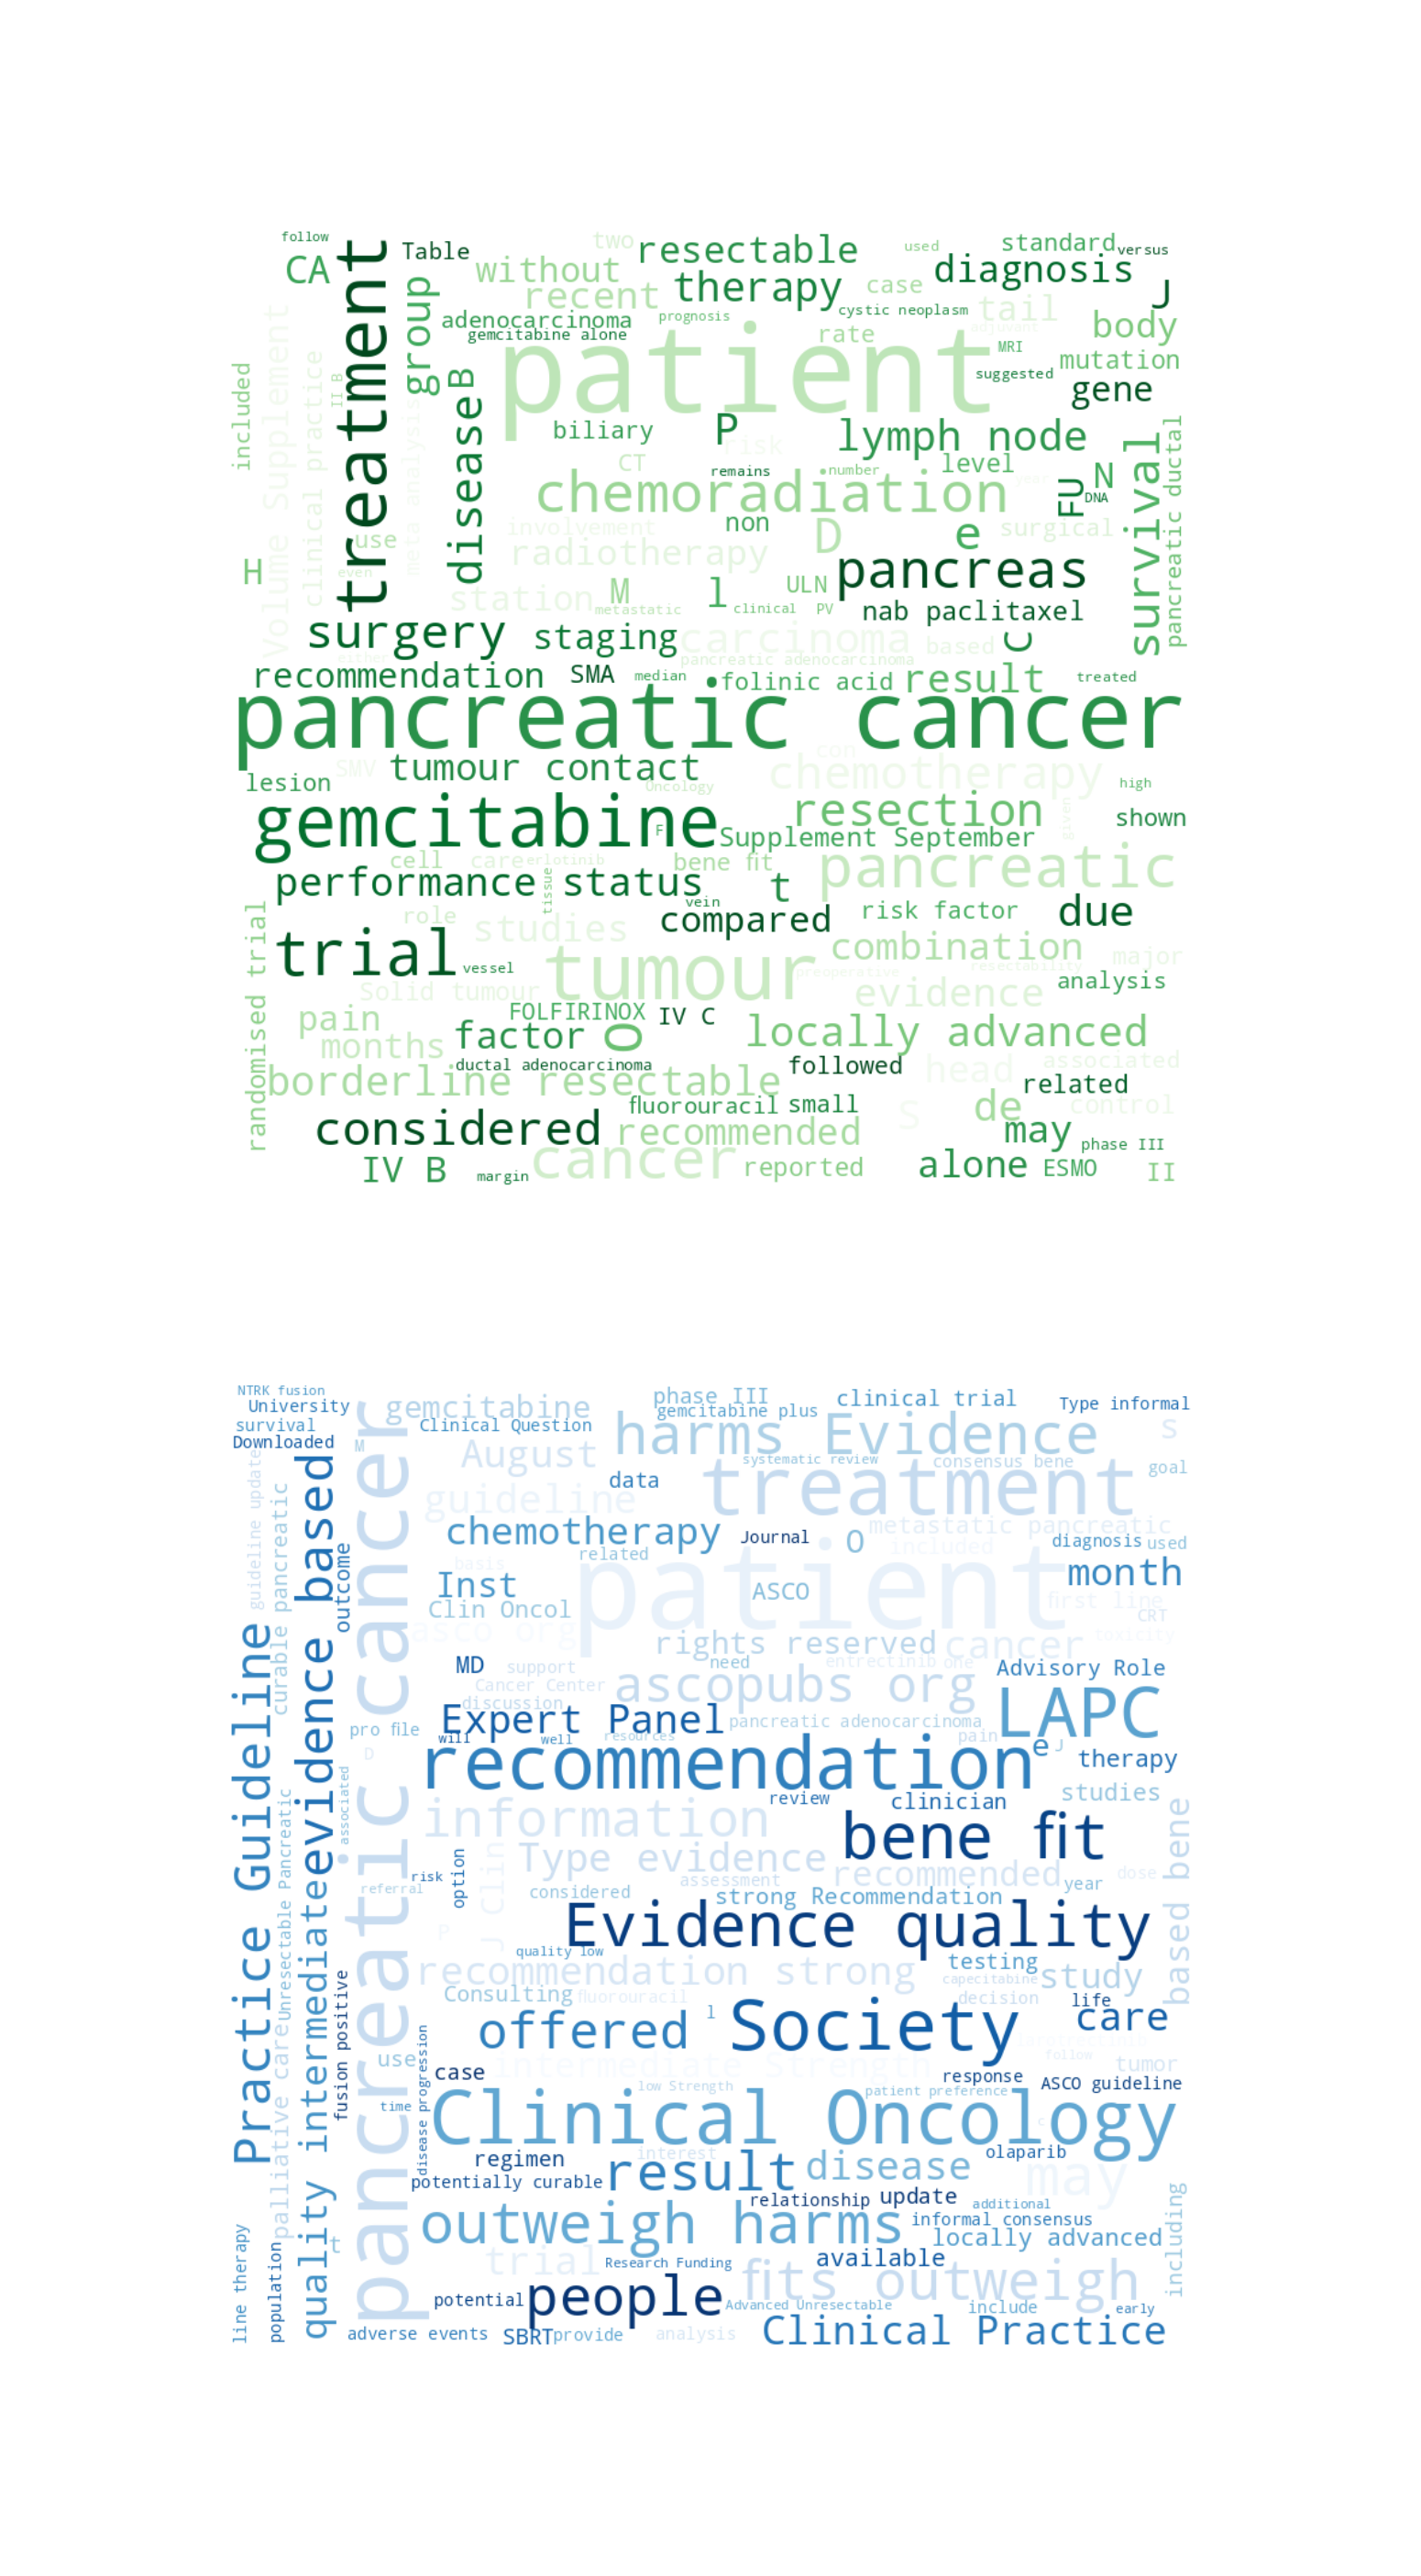 follow
CA
treatment
Table
without
two
resectable
used
standard
versus
recent
therapy
case
diagnosis
J
group
adenocarcinoma
prognosis
cystic neoplasm
tail
gemcitabine alone
patient
rate
adjuvant
body
MRI
mutation
included
Volume Supplement
clinical practice
II B
disease
B
suggested
gene
biliary
P
risk
lymph node
meta analysis
CT
remains
number
level
year
N
DNA
FU
survival
pancreatic ductal
chemoradiation
non
D
e
surgical
involvement
use
radiotherapy
pancreas
H
even
station
M
l
ULN
metastatic
clinical
PV
nab paclitaxel
surgery
staging
carcinoma
based
C
either
pancreatic adenocarcinoma
recommendation
SMA
median
folinic acid
result
treated
pancreatic cancer
SMV
tumour contact
con
chemotherapy
lesion
Oncology
high
gemcitabine
resection
given
shown
F
Supplement September
cell
care
erlotinib
bene fit
pancreatic
performance status
tissue
t
vein
role
studies
compared
risk factor
due
randomised trial
trial
vessel
tumour
combination
major
preoperative
resectability
analysis
Solid tumour
evidence
pain
FOLFIRINOX
IV C
months
factor
O
locally advanced
ductal adenocarcinoma
followed
head
associated
borderline resectable
related
fluorouracil
small
S
de
control
considered
recommended
may
phase III
IV B
margin
cancer
reported
alone
ESMO
II
NTRK fusion
University
survival
Downloaded
gemcitabine
Clinical Question
phase III
gemcitabine plus
clinical trial
Type informal
M
August
harms Evidence
S
systematic review
consensus bene
goal
data
treatment
guideline update
curable pancreatic
evidence based
outcome
pancreatic cancer
guideline
chemotherapy
Journal
O
metastatic pancreatic
included
diagnosis
used
related
basis
patient
month
Inst
ASCO
first line
Clin Oncol
CRT
asco org
rights reserved
cancer
toxicity
MD
support
need
entrectinib
one
Advisory Role
Practice Guideline
Cancer Center
discussion
ascopubs org
LAPC
pro file
Expert Panel
pancreatic adenocarcinoma
pain
will
well
resources
D
recommendation
e
J
therapy
associated
information
review
clinician
studies
Unresectable Pancreatic
quality intermediate
bene fit
based bene
risk
option
J Clin
Type evidence
assessment
recommended
dose
referral
considered
strong Recommendation
year
P
Evidence quality
quality low
testing
recommendation strong
capecitabine
study
fusion positive
Consulting
fluorouracil
decision
life
palliative care
l
offered
Society
care
disease progression
use
case
intermediate Strength
follow
tumor
response
low Strength
patient preference
ASCO guideline
time
Clinical Oncology
c
regimen
interest
olaparib
potentially curable
result
disease
may
relationship
update
additional
including
line therapy
population
t
outweigh harms
informal consensus
locally advanced
trial
Research Funding
available
potential
people
fits outweigh
Advanced Unresectable
include
early
adverse events
SBRT
provide
analysis
Clinical Practice